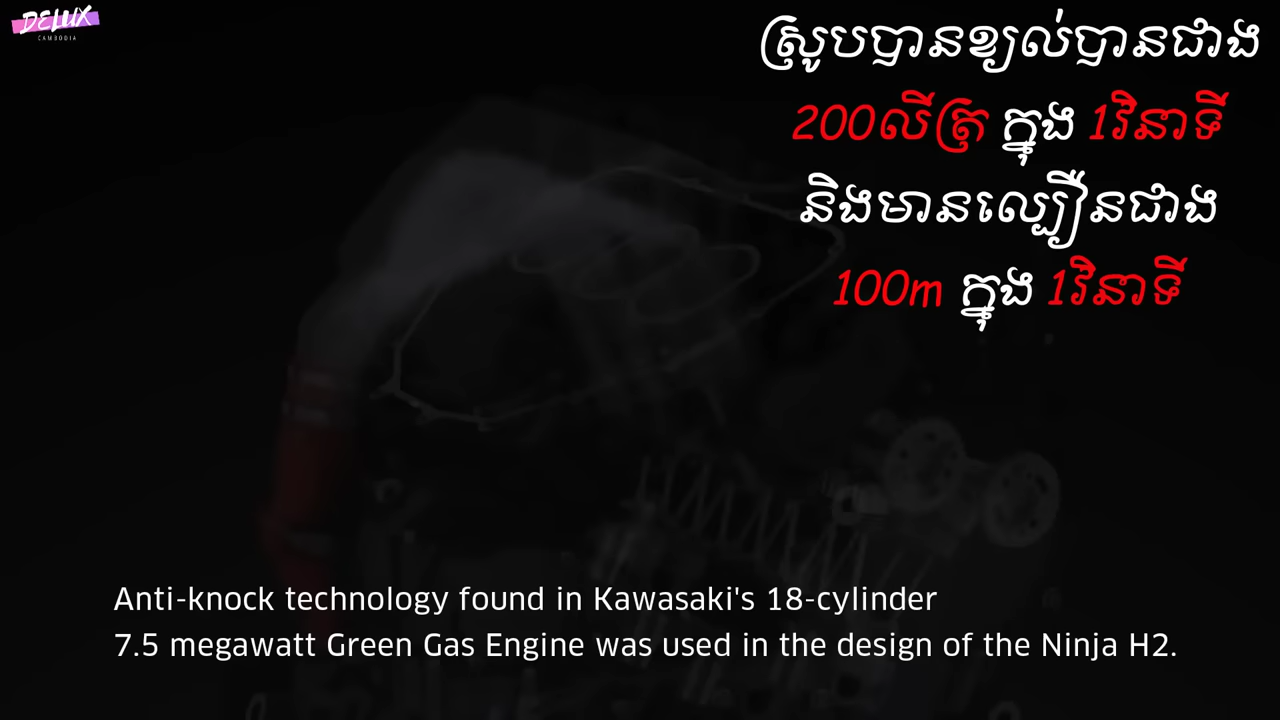 DELUX
CAMBODIA
ស្រូបបានខ្យល់បានជាង
200លីត្រ ក្នុង 1វិនាទី
និងមានល្បឿនជាង
100m ក្នុង 1វិនាទី
Anti-knock technology found in Kawasaki's 18-cylinder
7.5 megawatt Green Gas Engine was used in the design of the Ninja H2.